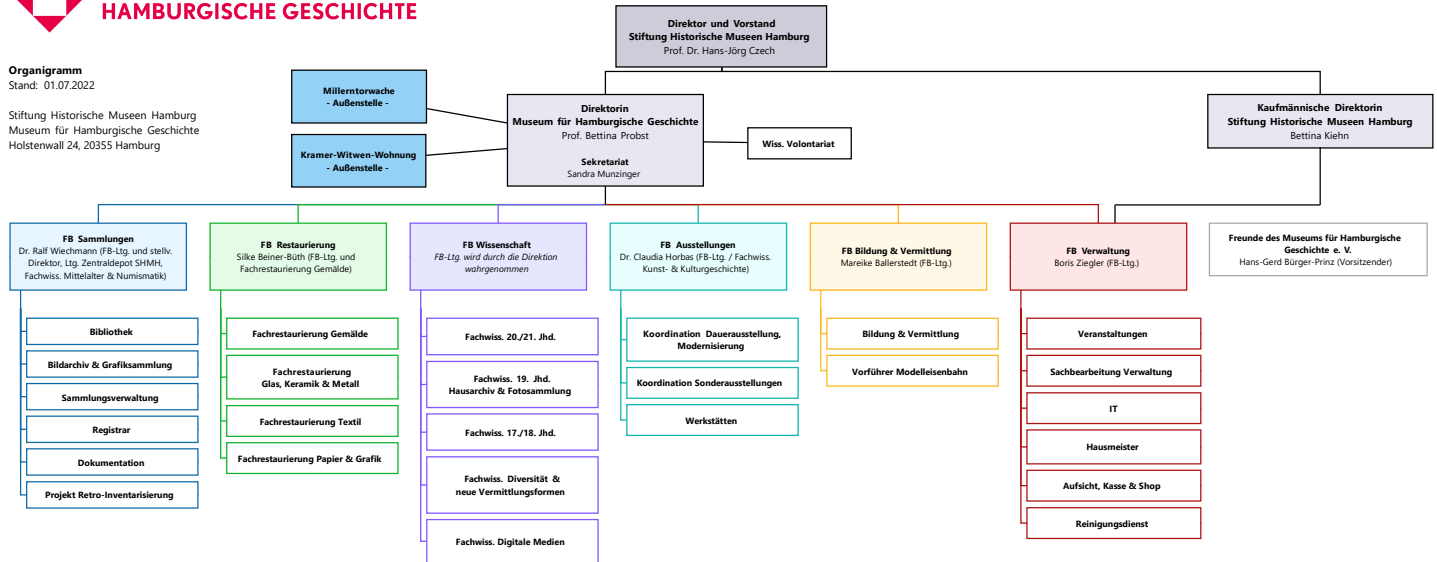 HAMBURGISCHE GESCHICHTE
Organigramm
Stand: 01.07.2022
Stiftung Historische Museen Hamburg
Museum für Hamburgische Geschichte
Holstenwall 24, 20355 Hamburg
Direktor und Vorstand
Stiftung Historische Museen Hamburg
Prof. Dr. Hans-Jörg Czech
Millerntorwache
- Außenstelle -
Kramer-Witwen-Wohnung
- Außenstelle -
Direktorin
Museum für Hamburgische Geschichte
Prof. Bettina Probst
Sekretariat
Sandra Munzinger
Wiss. Volontariat
Kaufmännische Direktorin
Stiftung Historische Museen Hamburg
Bettina Kiehn
FB Sammlungen
Dr. Ralf Wiechmann (FB-Ltg. und stellv.
Direktor, Ltg. Zentraldepot SHMH,
Fachwiss. Mittelalter & Numismatik)
Bibliothek
Bildarchiv & Grafiksammlung
Sammlungsverwaltung
Registrar
Dokumentation
Projekt Retro-Inventarisierung
FB Restaurierung
Silke Beiner-Büth (FB-Ltg. und
Fachrestaurierung Gemälde)
Fachrestaurierung Gemälde
Fachrestaurierung
Glas, Keramik & Metall
Fachrestaurierung Textil
Fachrestaurierung Papier & Grafik
FB Wissenschaft
FB-Ltg. wird durch die Direktion
wahrgenommen
Fachwiss. 20./21. Jhd.
Fachwiss. 19. Jhd.
Hausarchiv & Fotosammlung
Fachwiss. 17./18. Jhd.
Fachwiss. Diversität &
neue Vermittlungsformen
Fachwiss. Digitale Medien
FB Ausstellungen
Dr. Claudia Horbas (FB-Ltg. / Fachwiss.
Kunst- & Kulturgeschichte)
Koordination Dauerausstellung,
Modernisierung
Koordination Sonderausstellungen
Werkstätten
FB Bildung & Vermittlung
Mareike Ballerstedt (FB-Ltg.)
Bildung & Vermittlung
Vorführer Modelleisenbahn
FB Verwaltung
Boris Ziegler (FB-Ltg.)
Veranstaltungen
Sachbearbeitung Verwaltung
IT
Hausmeister
Aufsicht, Kasse & Shop
Reinigungsdienst
Freunde des Museums für Hamburgische
Geschichte e. V.
Hans-Gerd Bürger-Prinz (Vorsitzender)